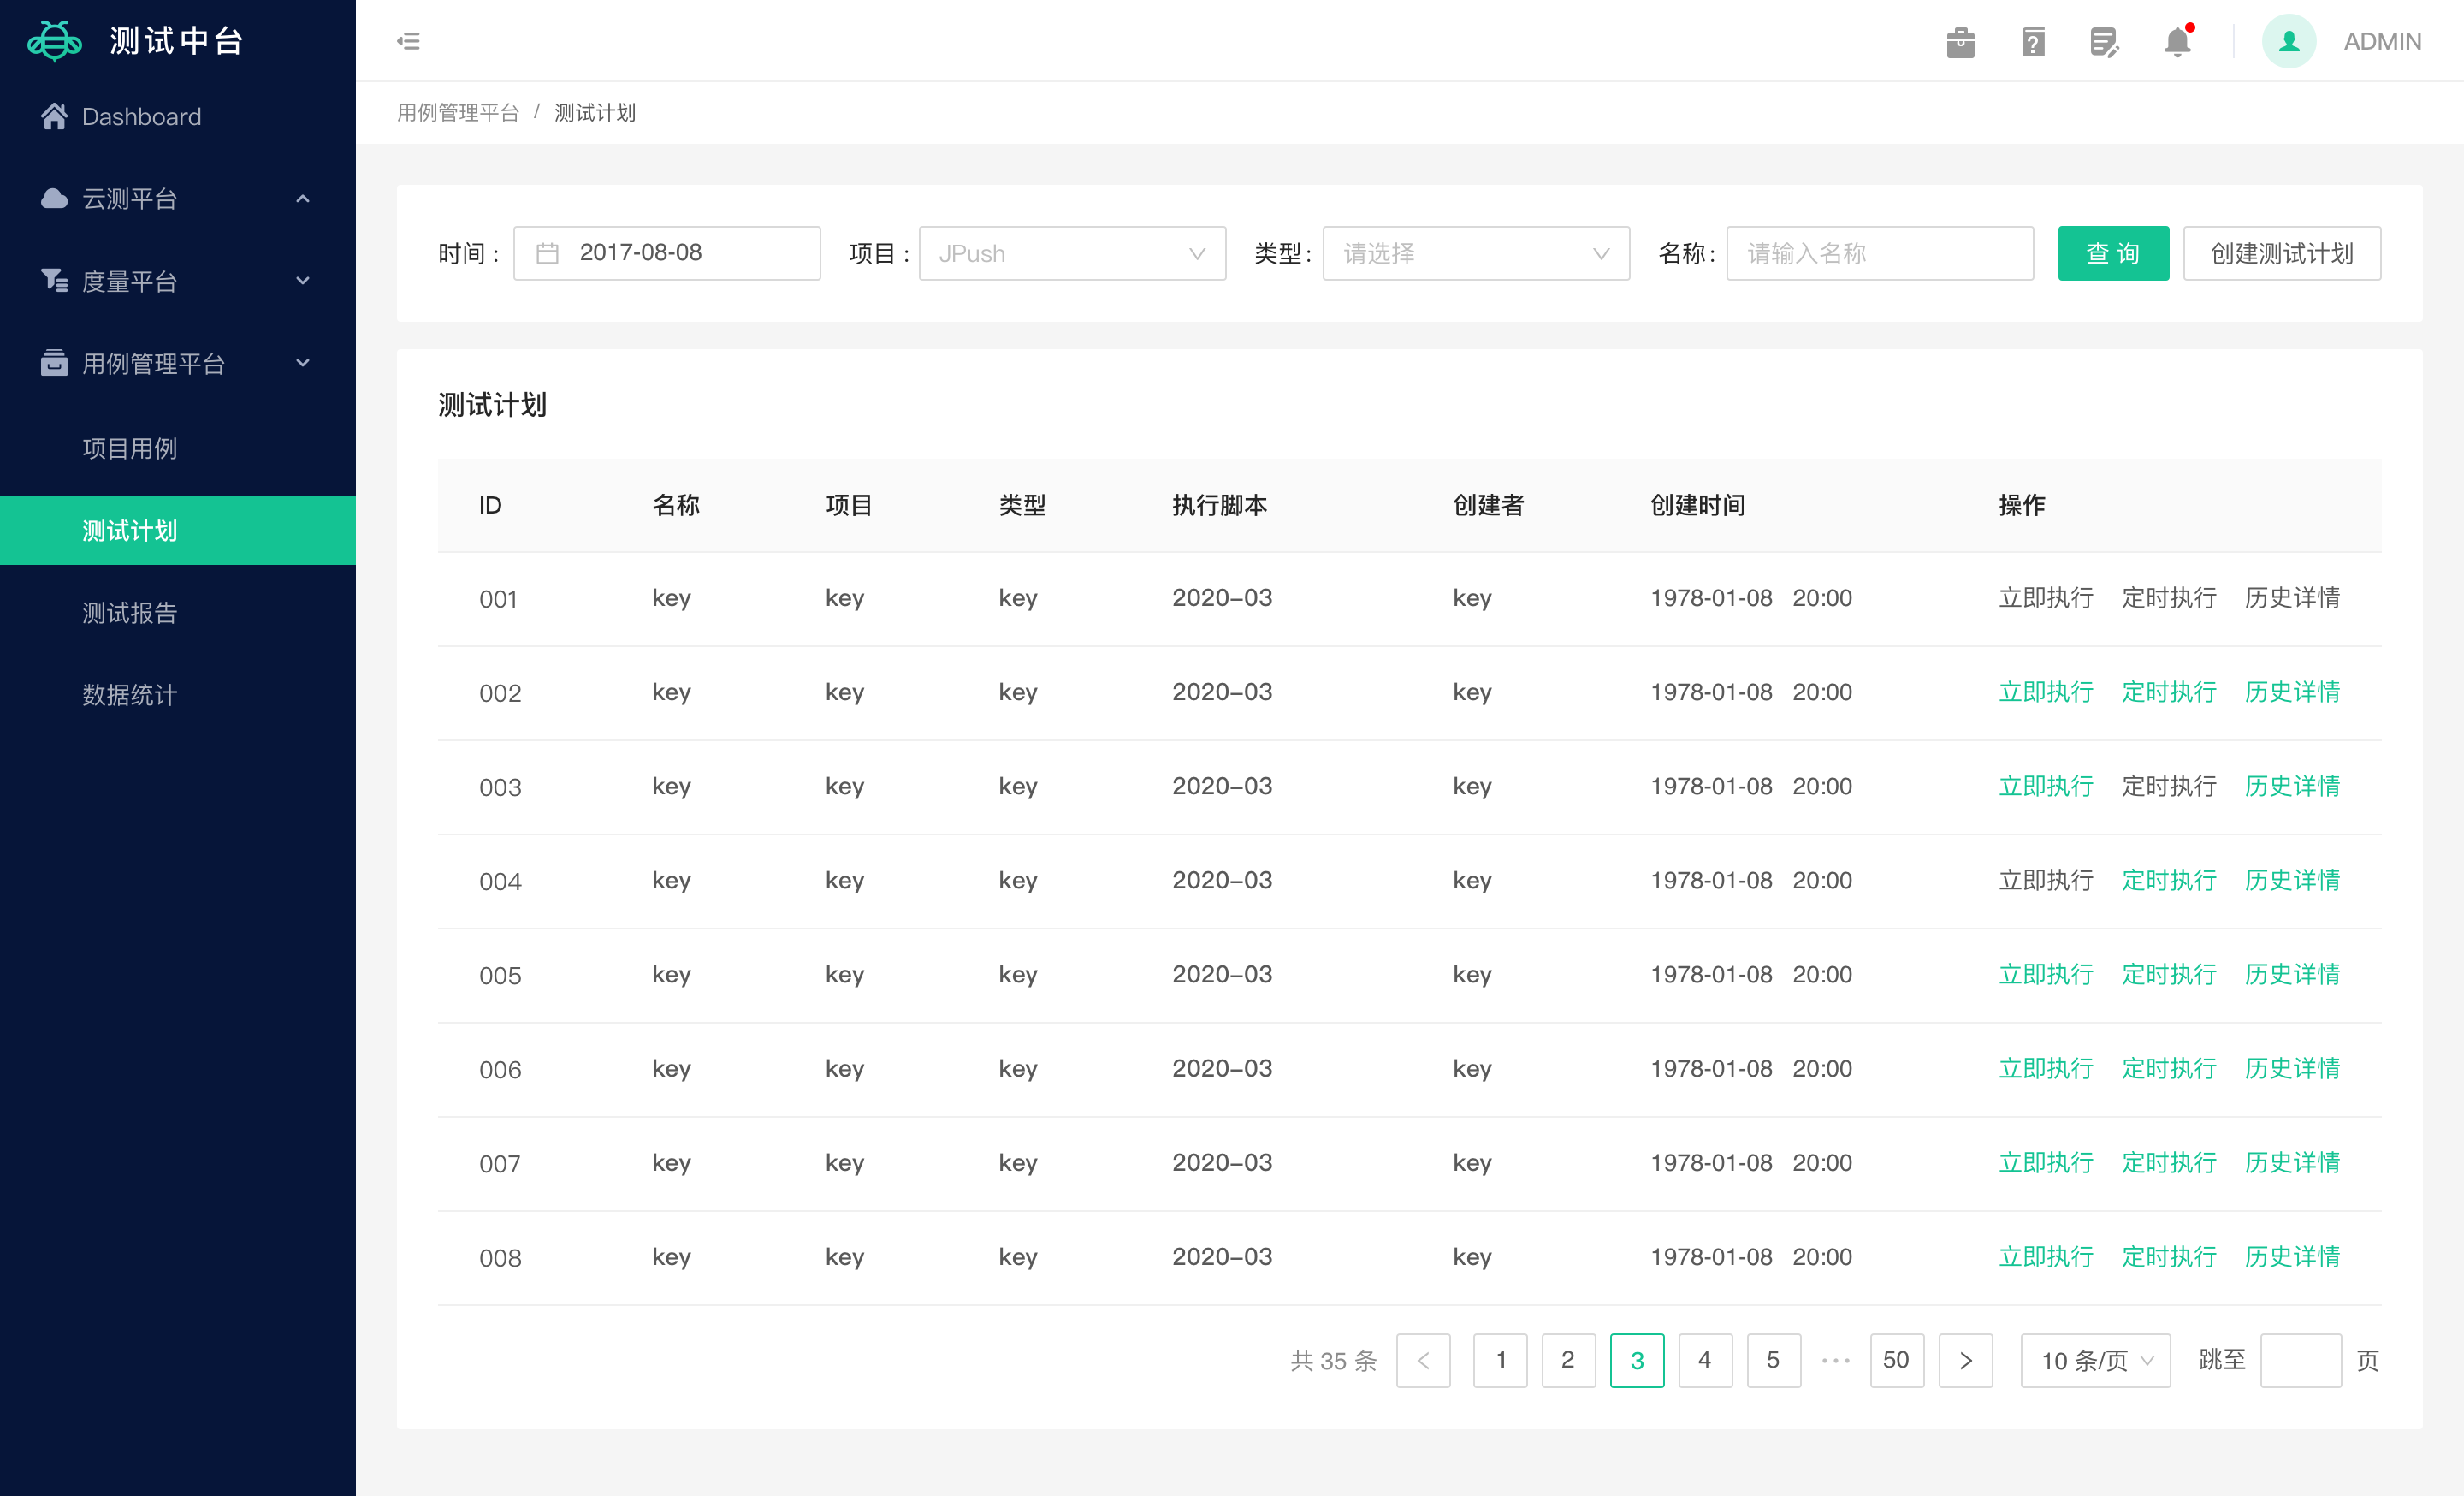 测试中台
ADMIN
Dashboard
云测平台
度量平台
用例管理平台
项目用例
测试计划
测试报告
数据统计
用例管理平台 / 测试计划
时间 : 2017-08-08 项目 : JPush 类型 : 请选择 名称 : 请输入名称 查 询 创建测试计划
测试计划
ID 名称 项目 类型 执行脚本 创建者 创建时间 操作
001 key key key 2020–03 key 1978-01-08 20:00 立即执行 定时执行 历史详情
002 key key key 2020–03 key 1978-01-08 20:00 立即执行 定时执行 历史详情
003 key key key 2020–03 key 1978-01-08 20:00 立即执行 定时执行 历史详情
004 key key key 2020–03 key 1978-01-08 20:00 立即执行 定时执行 历史详情
005 key key key 2020–03 key 1978-01-08 20:00 立即执行 定时执行 历史详情
006 key key key 2020–03 key 1978-01-08 20:00 立即执行 定时执行 历史详情
007 key key key 2020–03 key 1978-01-08 20:00 立即执行 定时执行 历史详情
008 key key key 2020–03 key 1978-01-08 20:00 立即执行 定时执行 历史详情
共 35 条 < 1 2 3 4 5 ••• 50 > 10 条/页 跳至 页